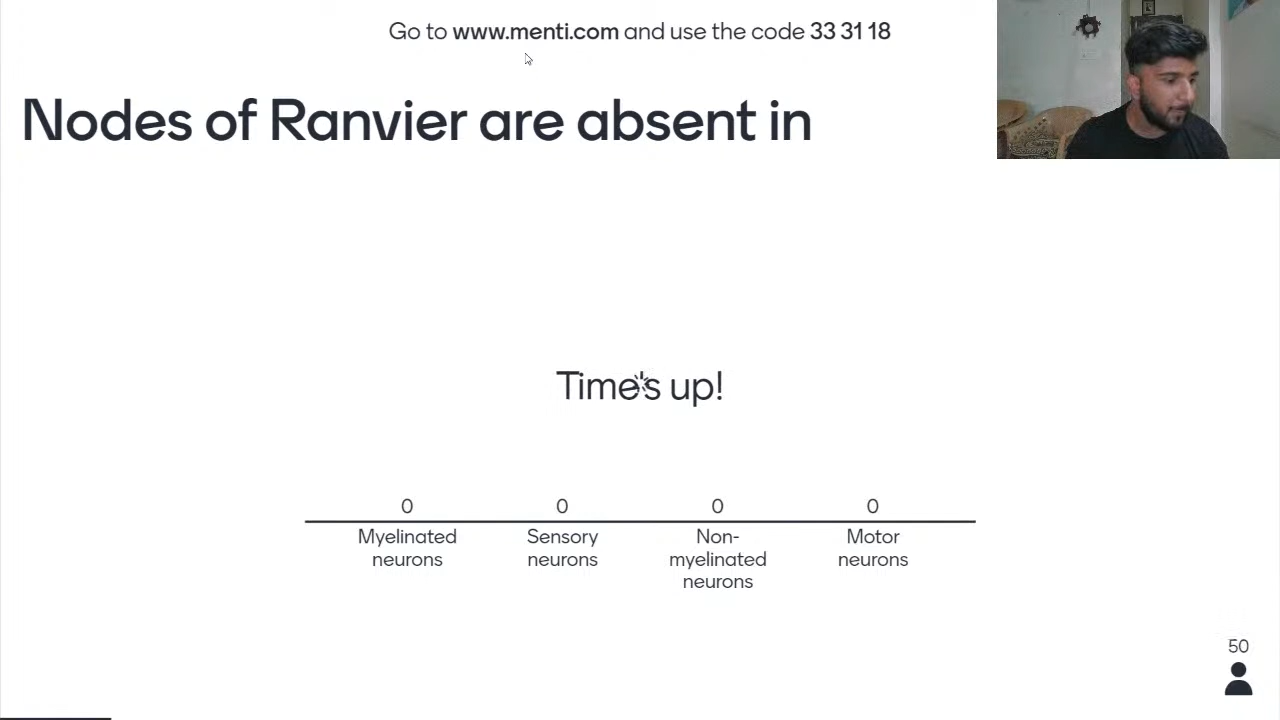 Go to www.menti.com and use the code 33 31 18
Nodes of Ranvier are absent in
Time's up!
0 0 0 0
Myelinated neurons
Sensory neurons
Non-myelinated neurons
Motor neurons
50